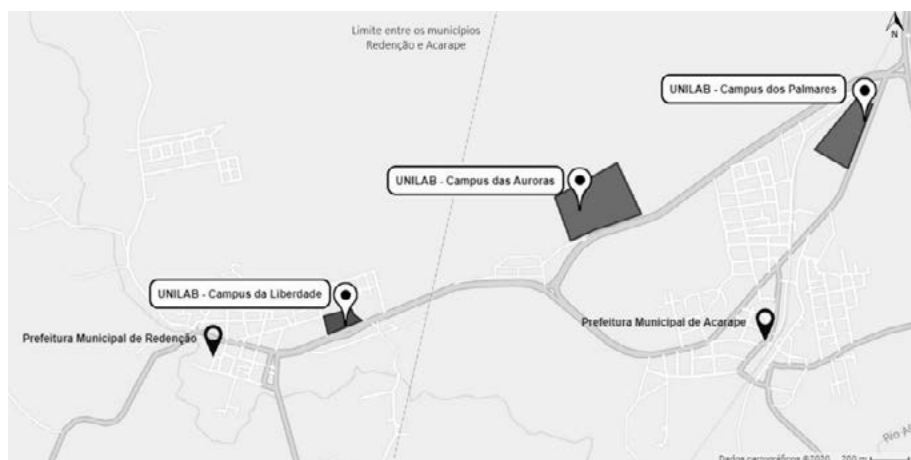 Limite entre os municípios
Redenção e Acarape
N
UNILAB - Campus dos Palmares
UNILAB - Campus das Auroras
UNILAB - Campus da Liberdade
Prefeitura Municipal de Redenção
Prefeitura Municipal de Acarape
Rio
Dados cartográficos ©2020 200 m